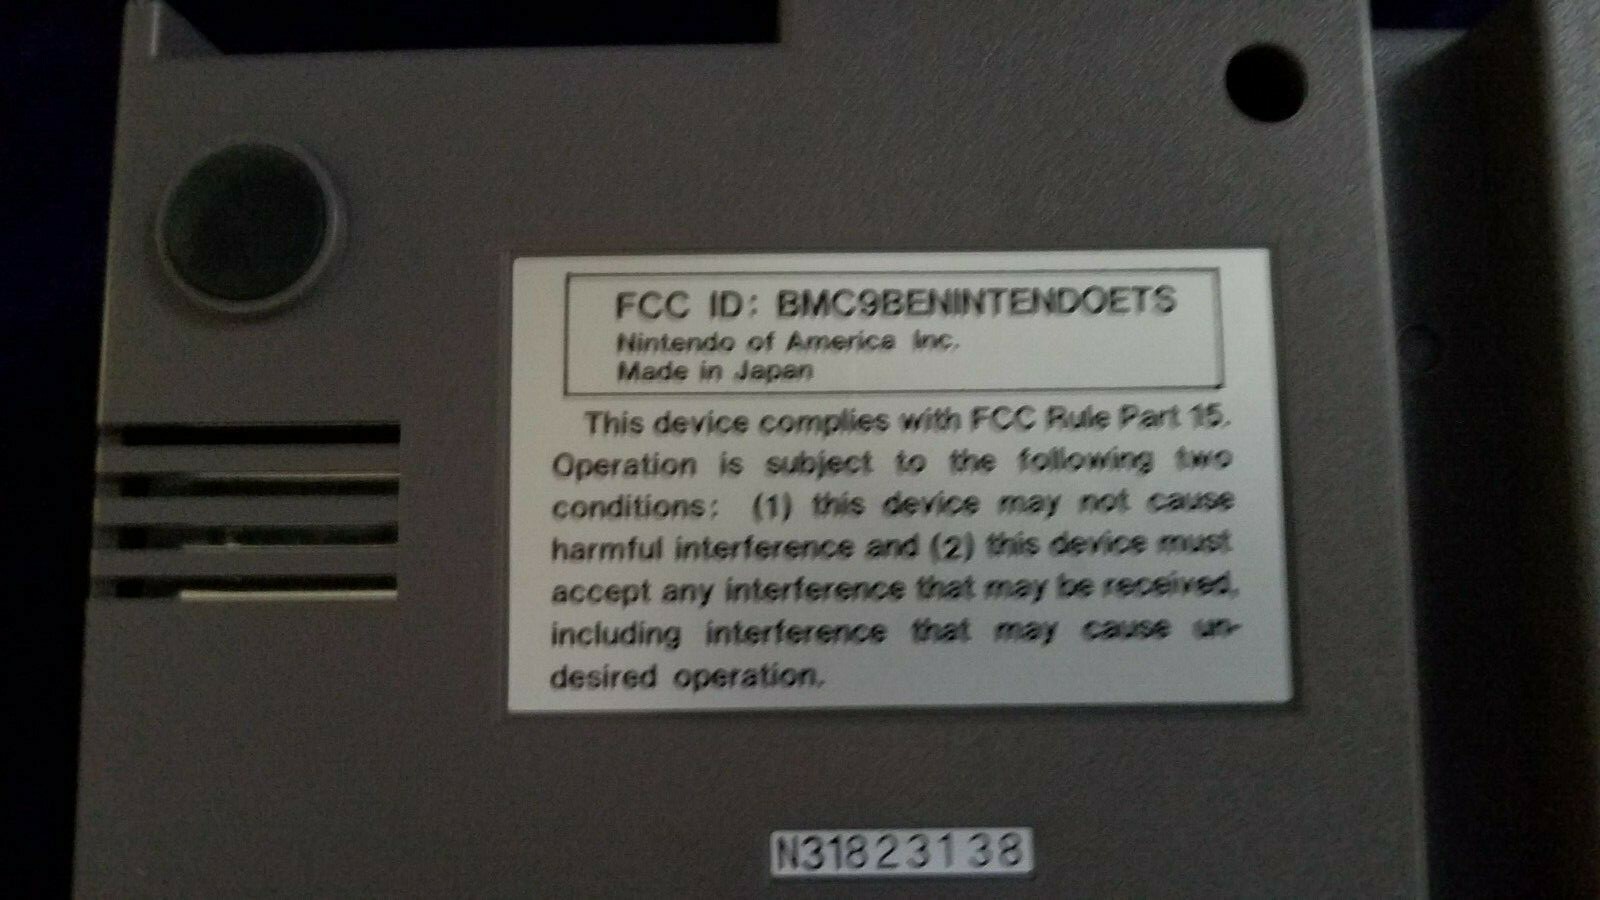 FCC ID: BMC9BENINTENDOETS
Nintendo of America Inc.
Made in Japan
This device complies with FCC Rule Part 15.
Operation is subject to the following two
conditions: (1) this device may not cause
harmful interference and (2) this device must
accept any interference that may be received,
including interference that may cause un-
desired operation.
N31823138